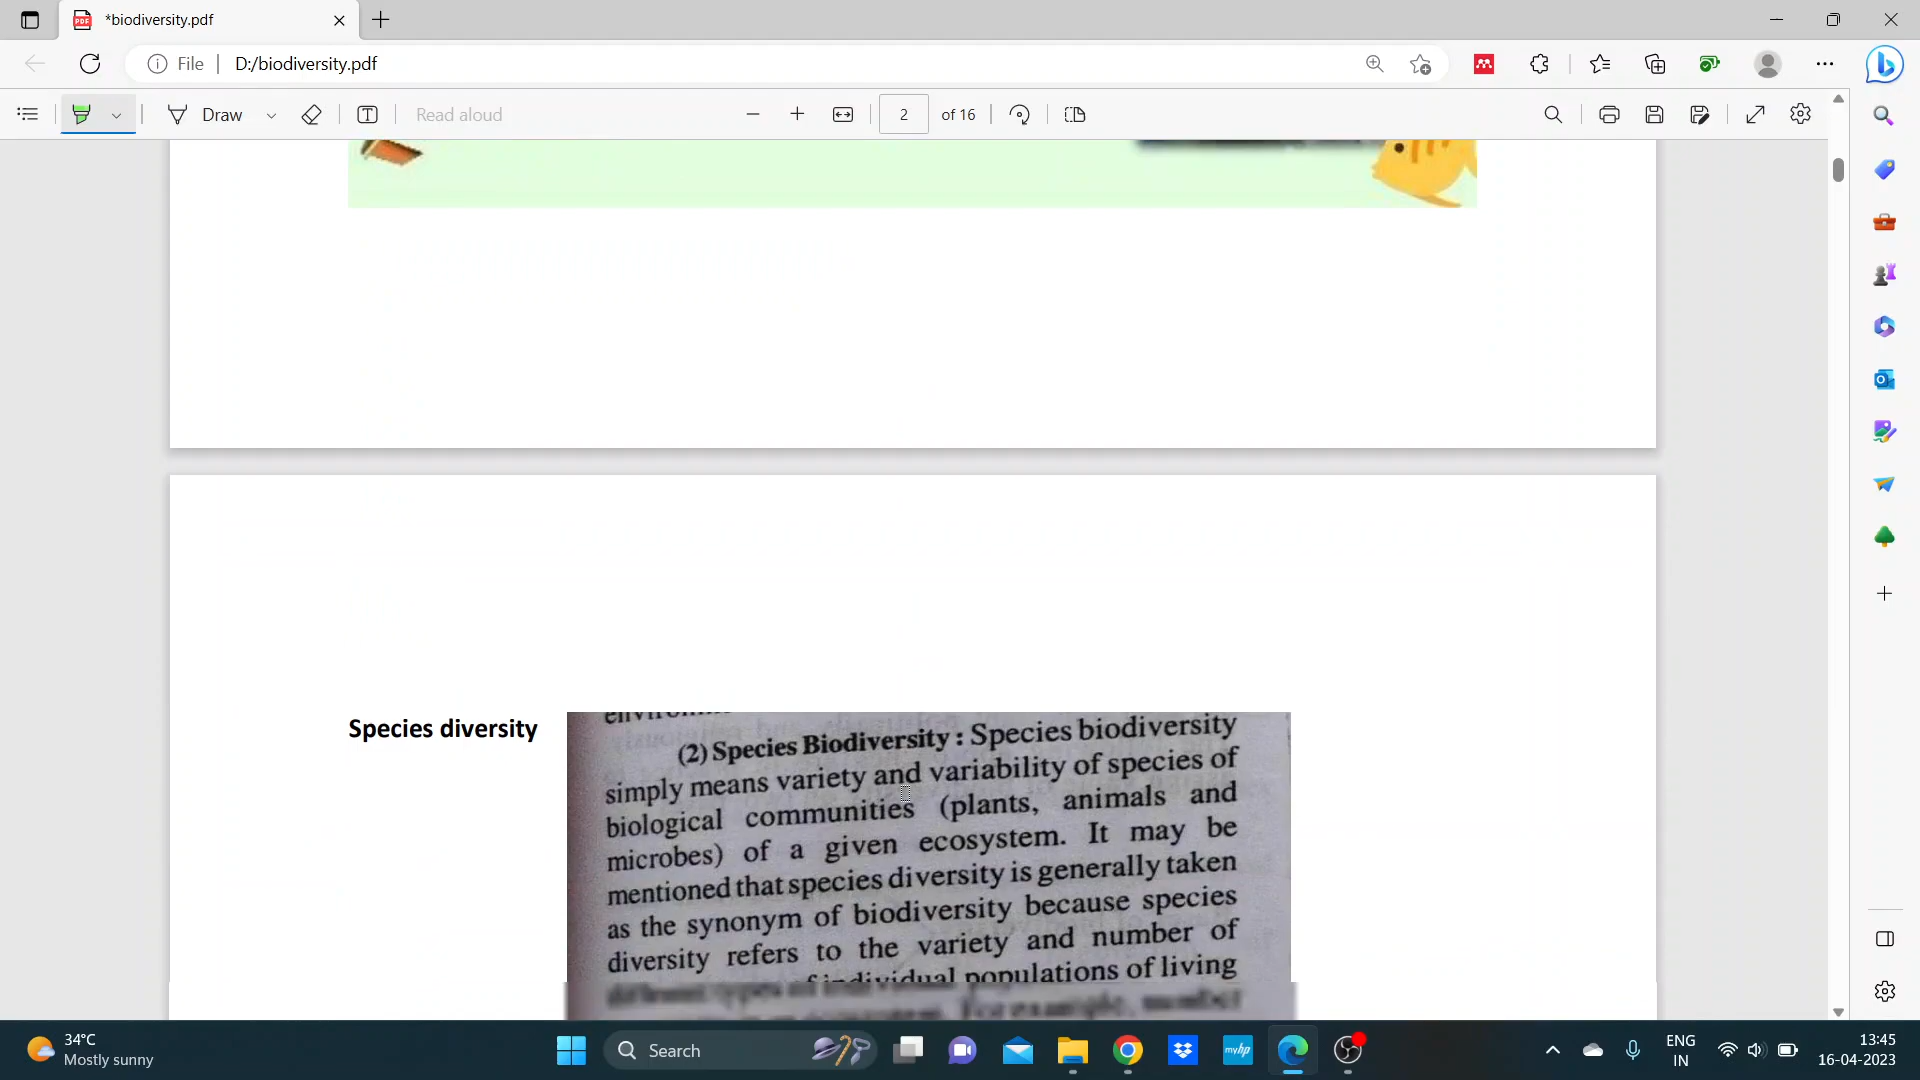 *biodiversity.pdf
File D:/biodiversity.pdf
Draw Read aloud 2 of 16
Species diversity
(2) Species Biodiversity : Species biodiversity
simply means variety and variability of species of
biological communities (plants, animals and
microbes) of a given ecosystem. It may be
mentioned that species diversity is generally taken
as the synonym of biodiversity because species
diversity refers to the variety and number of
of individual populations of living
34°C
Mostly sunny
Search
myhp
ENG
IN
13:45
16-04-2023